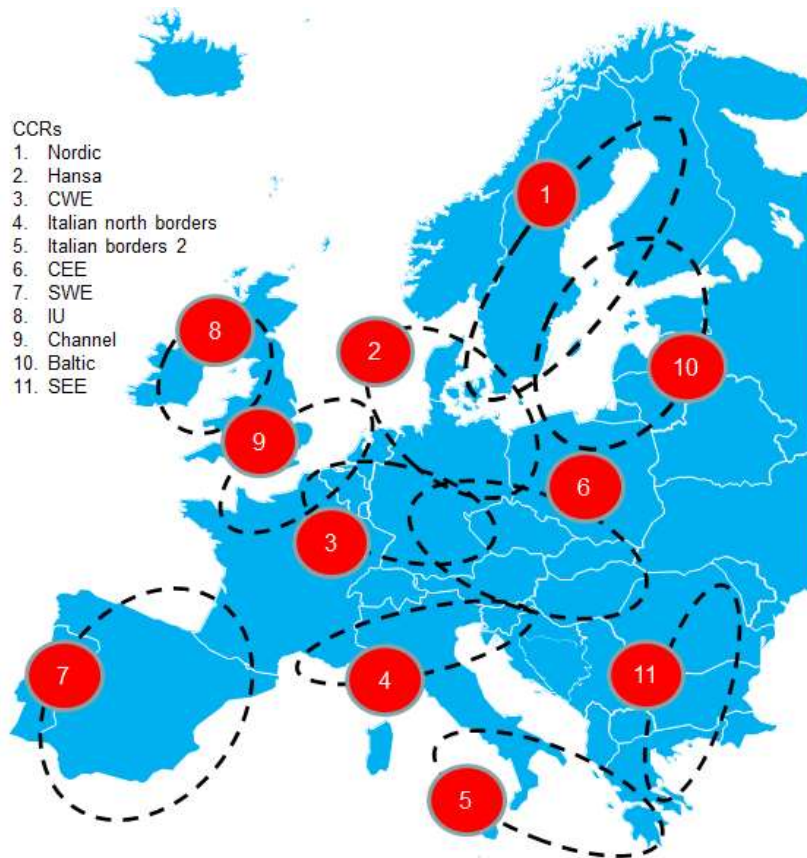 CCRs
1. Nordic
2. Hansa
3. CWE
4. Italian north borders
5. Italian borders 2
6. CEE
7. SWE
8. IU
9. Channel
10. Baltic
11. SEE
1
8
2
10
9
6
3
7
4
11
5